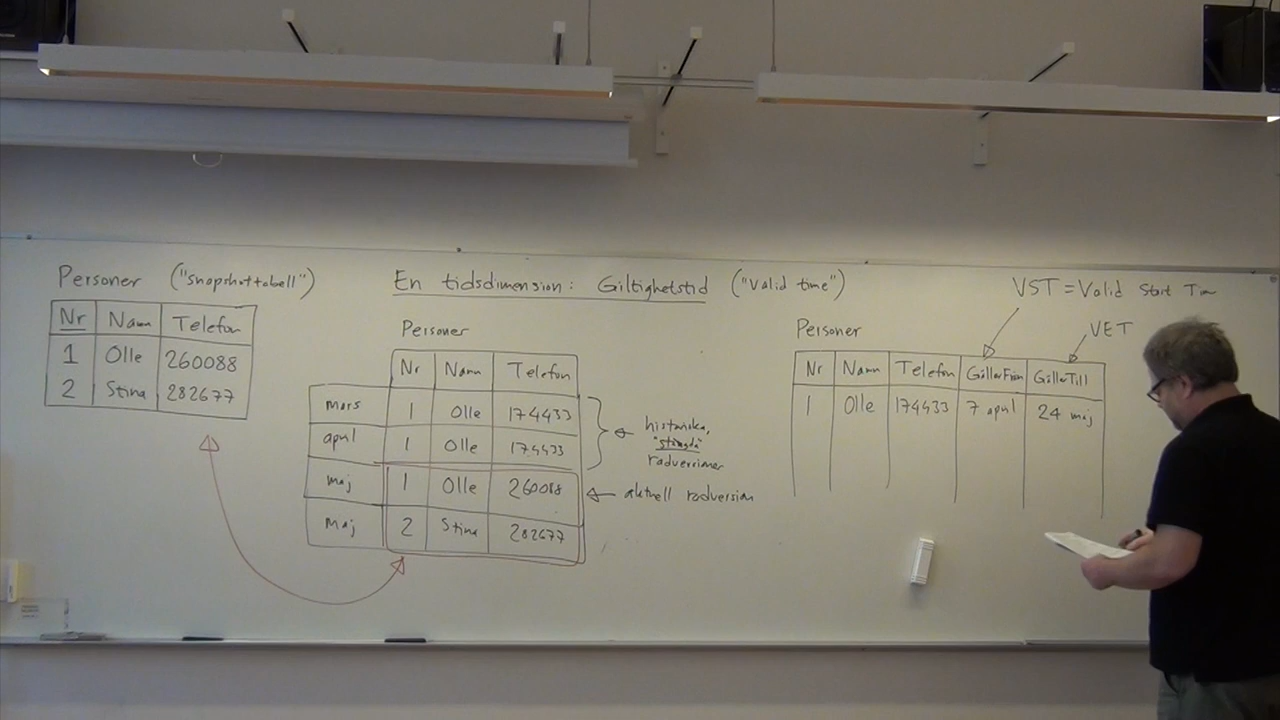 Personer ("Snapshottabell")
Nr Namn Telefon
1 Olle 260088
2 Stina 282677
En tidsdimension: Giltighetstid ("Valid time")
Personer
Nr Namn Telefon
mars 1 Olle 174433
april 1 Olle 174433
maj 1 Olle 260088
maj 2 Stina 282677
historiska,
"stängda"
radversioner
aktuell radversion
VST = Valid Start Tim
VET
Personer
Nr Namn Telefon GällerFrån GällerTill
1 Olle 174433 7 april 24 maj